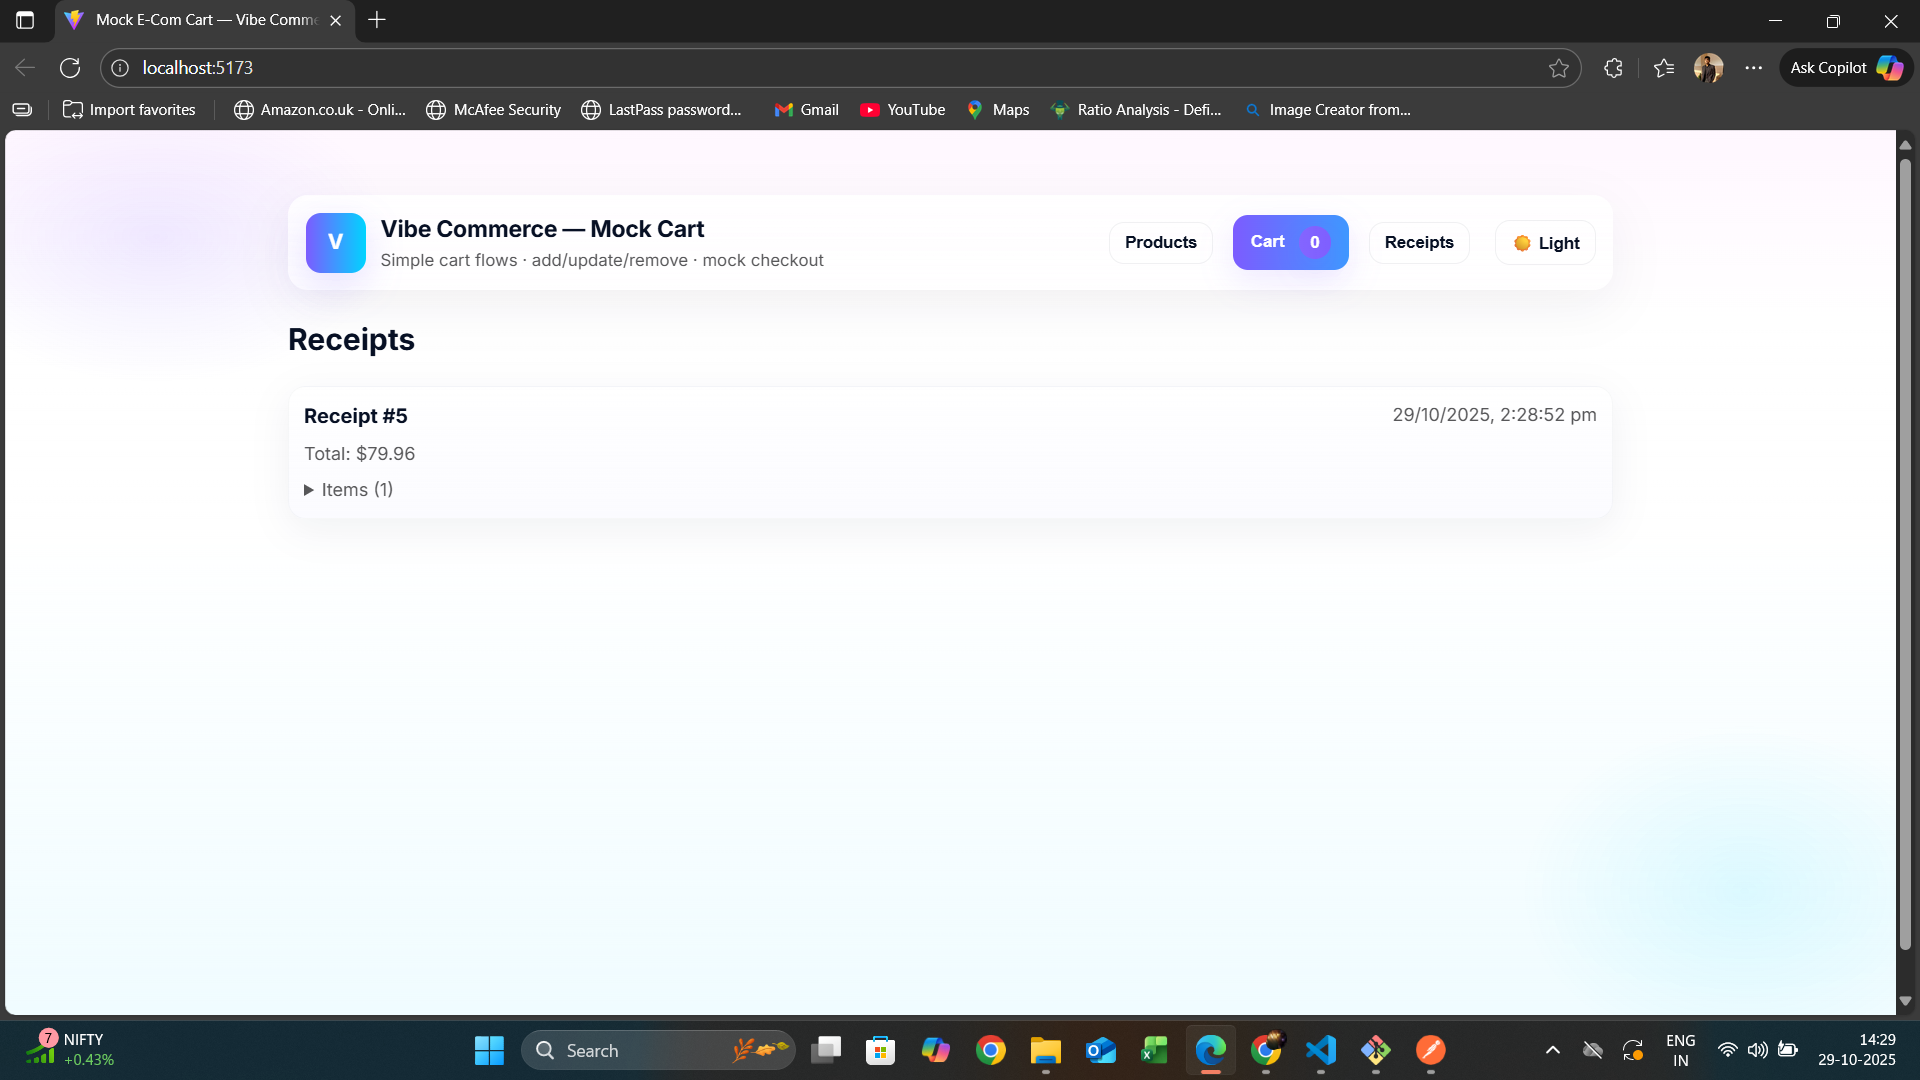 Mock E-Com Cart — Vibe Comme
localhost:5173
Ask Copilot
Import favorites
Amazon.co.uk - Onli...
McAfee Security
LastPass password...
Gmail
YouTube
Maps
Ratio Analysis - Defi...
Image Creator from...
V
Vibe Commerce — Mock Cart
Simple cart flows · add/update/remove · mock checkout
Products
Cart 0
Receipts
Light
Receipts
Receipt #5
29/10/2025, 2:28:52 pm
Total: $79.96
Items (1)
7
NIFTY
+0.43%
Search
ENG
IN
14:29
29-10-2025